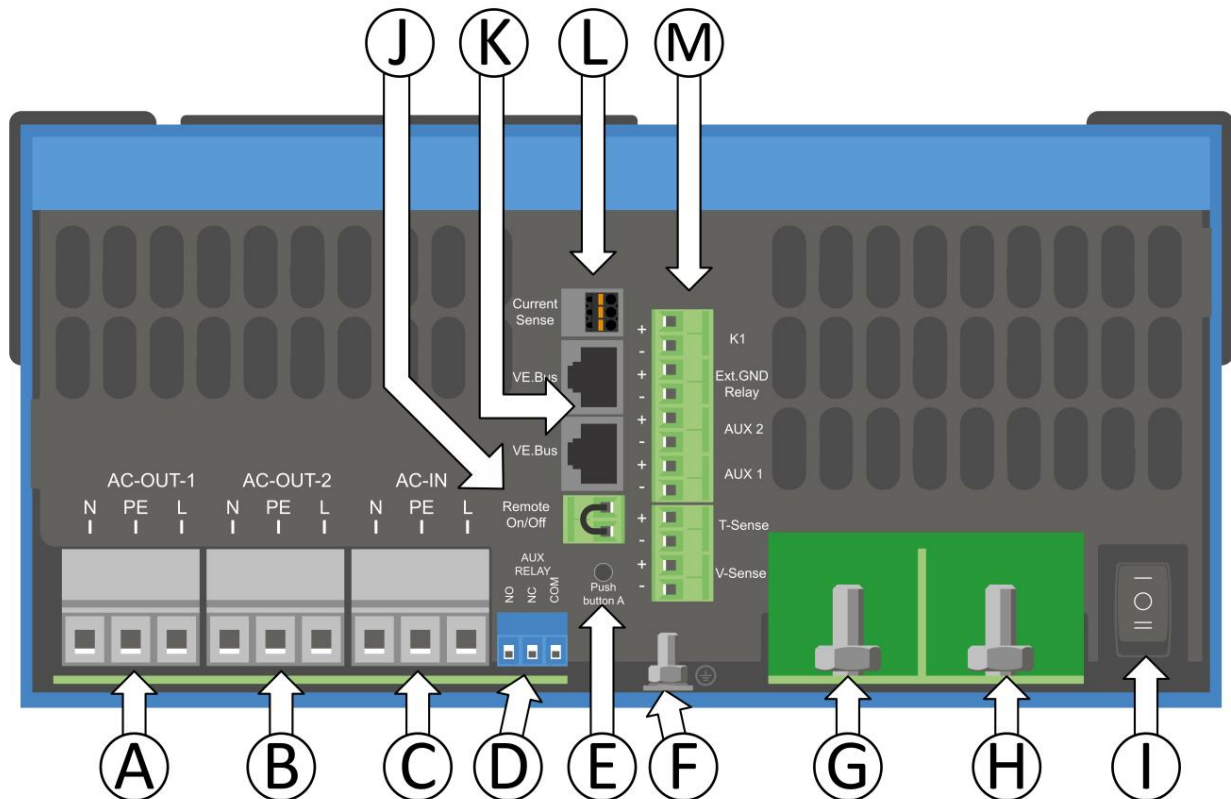 J K L M
Current
Sense
+ K1
-
VE.Bus
+ Ext.GND
- Relay
+ AUX 2
-
VE.Bus
+ AUX 1
-
AC-OUT-1 AC-OUT-2 AC-IN
N PE L N PE L N PE L
Remote
On/Off
+ T-Sense
-
+ V-Sense
-
AUX
RELAY
NO NC COM
Push
button A
I
O
II
A B C D E F G H I